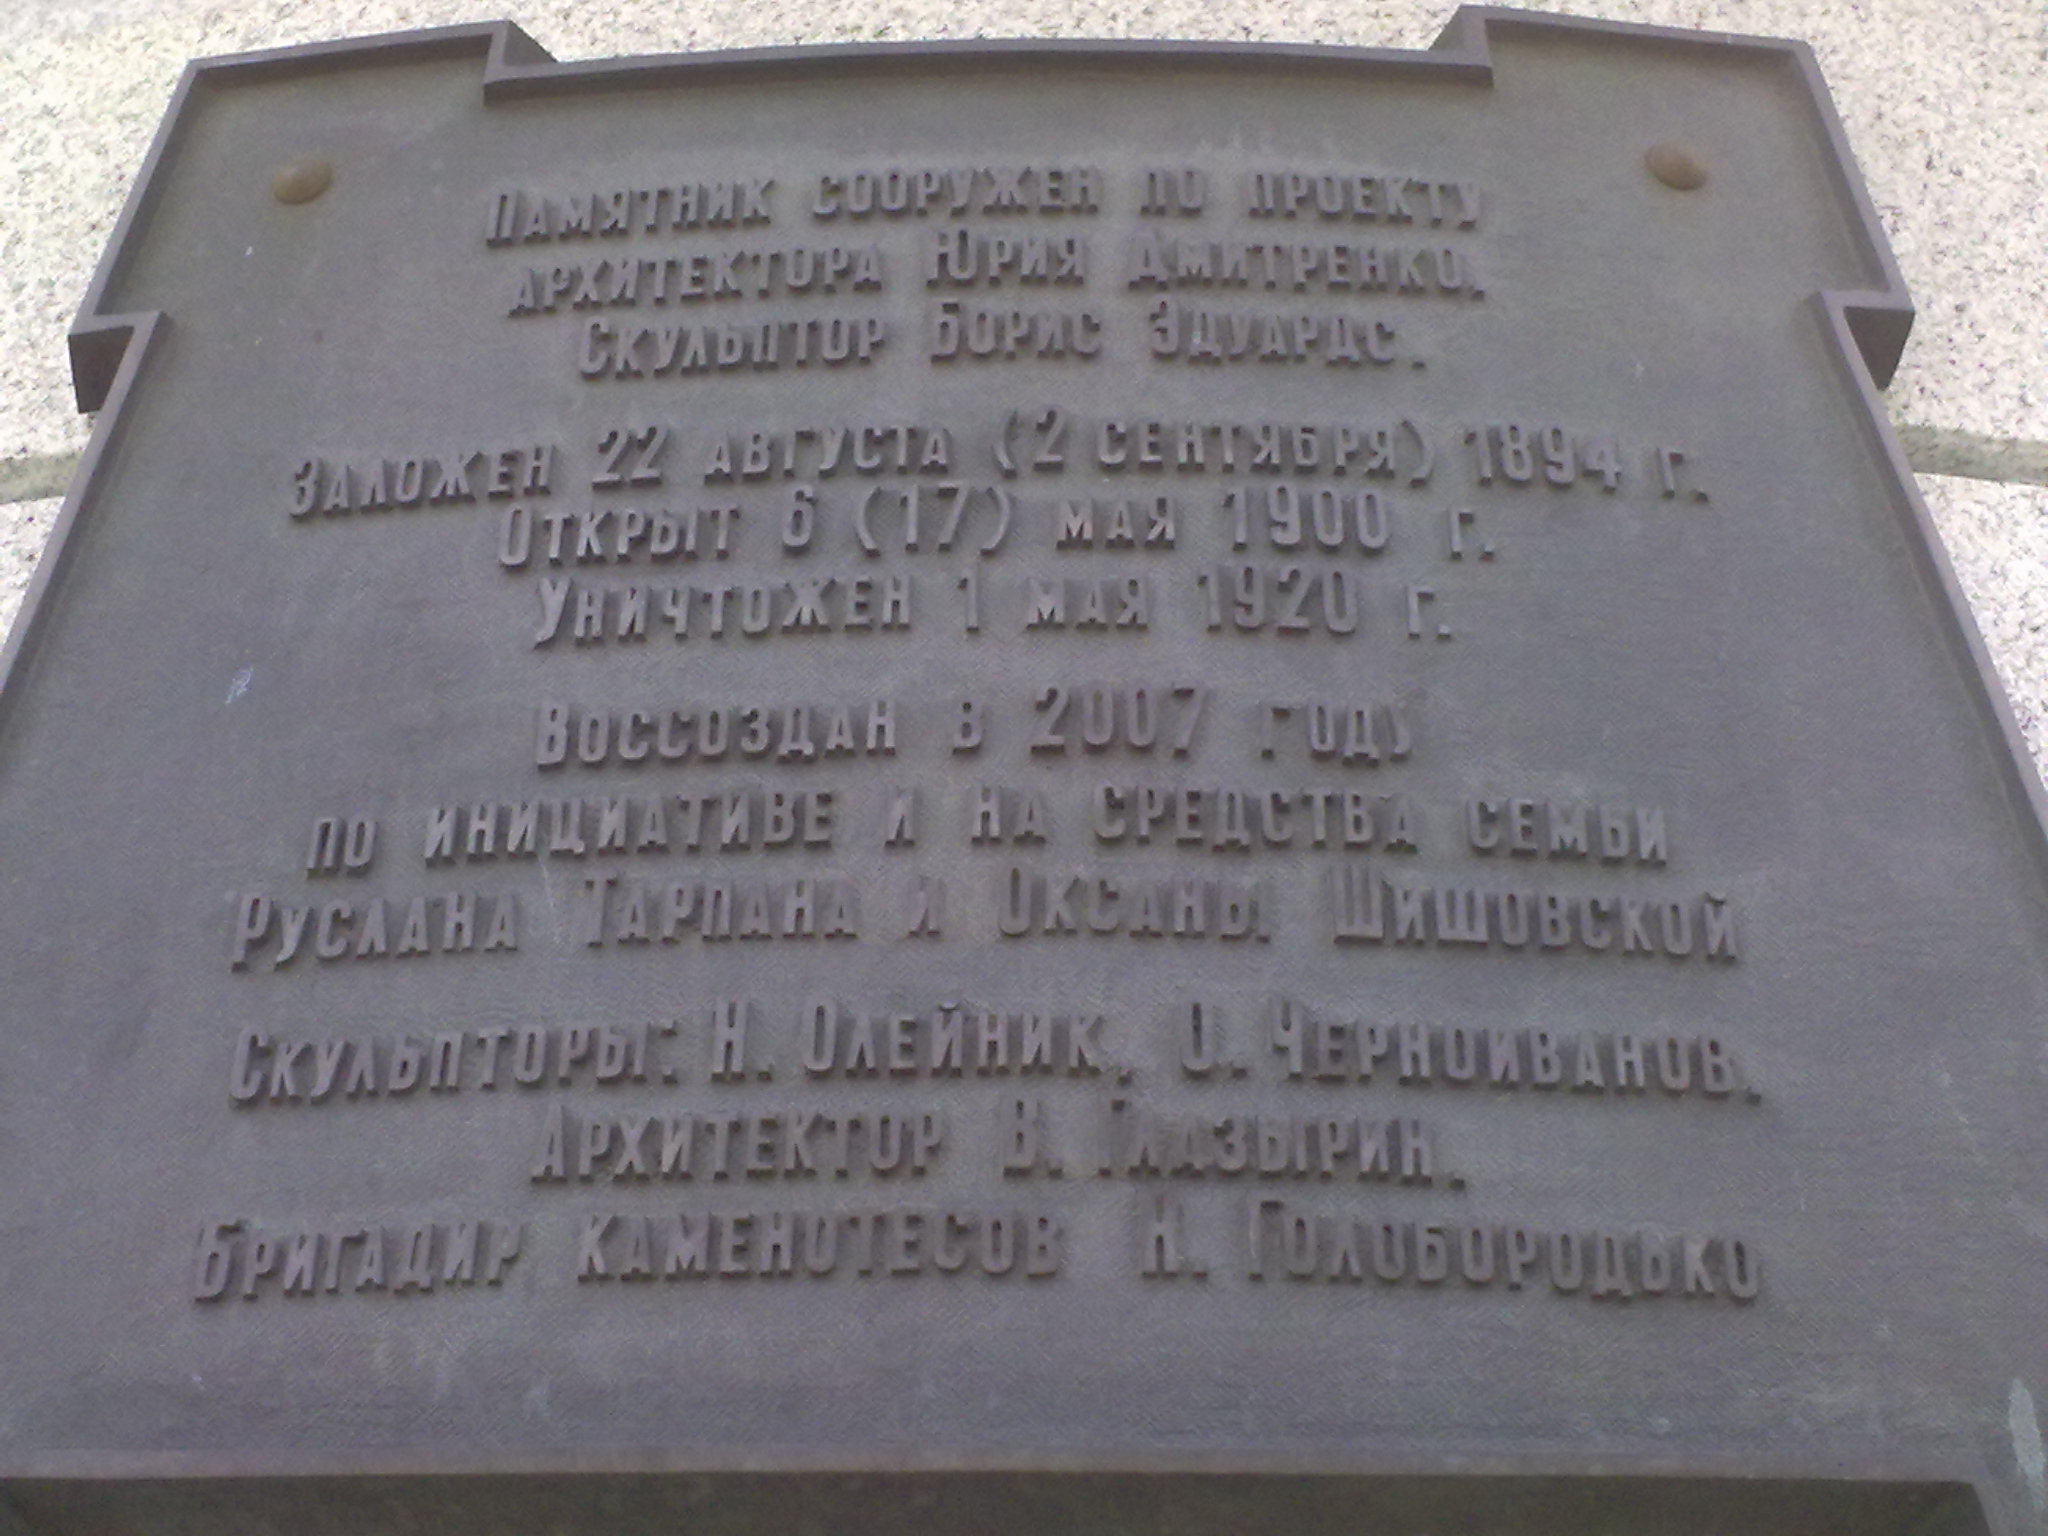 Памятник сооружен по проекту
архитектора Юрия Дмитренко.
Скульптор Борис Эдуардс.
Заложен 22 августа (2 сентября) 1894 г.
Открыт 6 (17) мая 1900 г.
Уничтожен 1 мая 1920 г.
Воссоздан в 2007 году
по инициативе и на средства семьи
Руслана Тарпана и Оксаны Шишовской
Скульпторы: Н. Олейник, О. Черноиванов.
Архитектор В. Глазырин.
Бригадир каменотесов Н. Голобородько